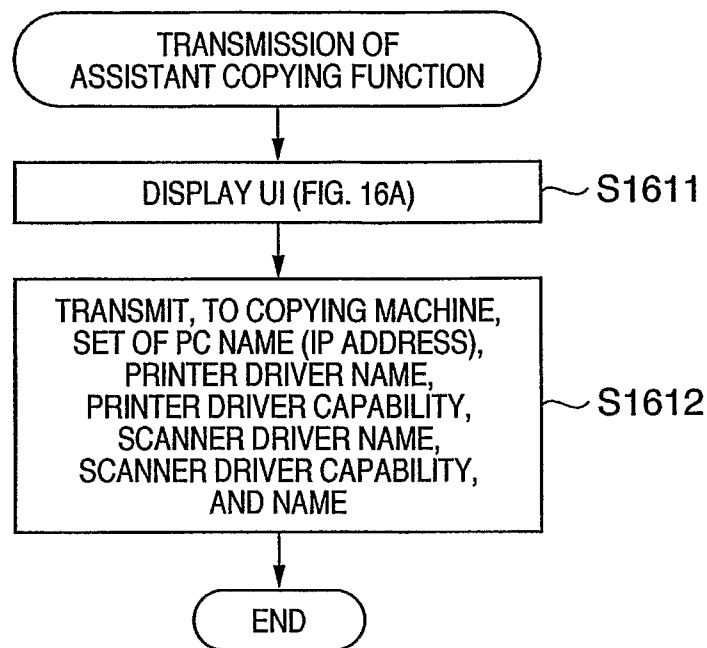 TRANSMISSION OF
ASSISTANT COPYING FUNCTION
DISPLAY UI (FIG. 16A)
S1611
TRANSMIT, TO COPYING MACHINE,
SET OF PC NAME (IP ADDRESS),
PRINTER DRIVER NAME,
PRINTER DRIVER CAPABILITY,
SCANNER DRIVER NAME,
SCANNER DRIVER CAPABILITY,
AND NAME
S1612
END